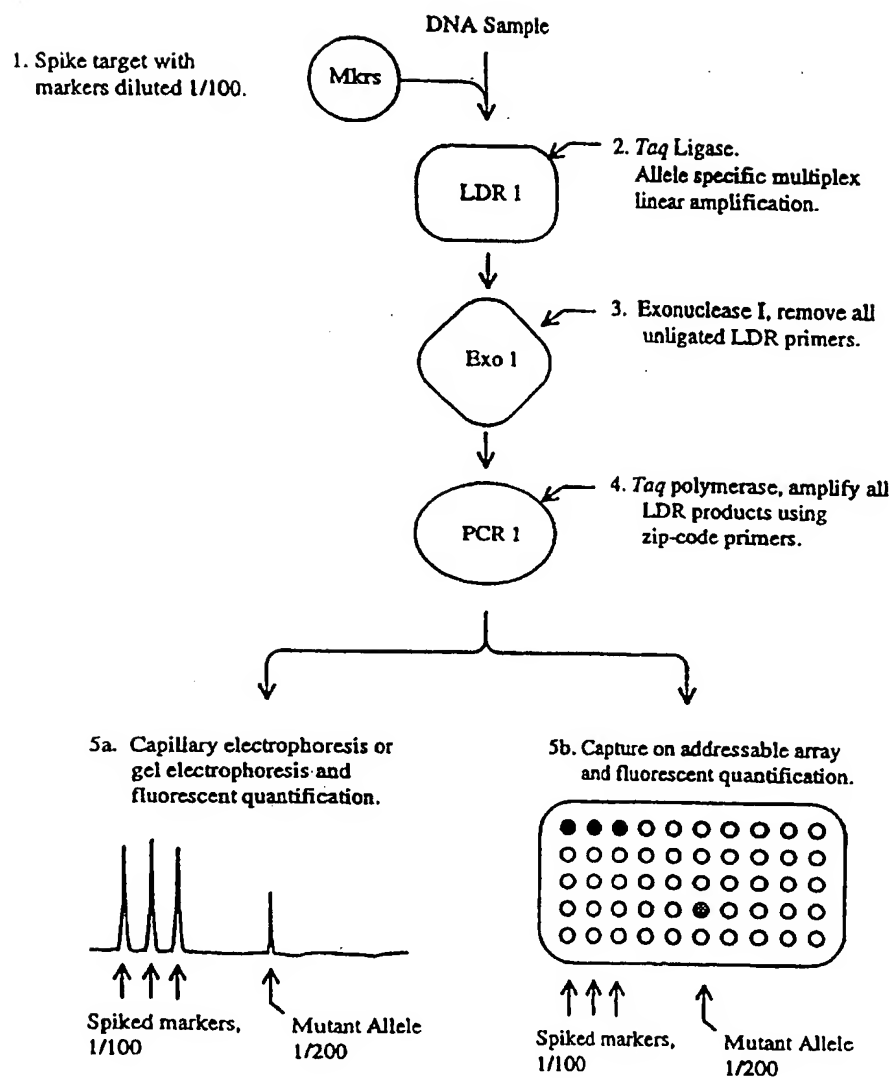 DNA Sample
1. Spike target with
markers diluted 1/100.
Mkrs
2. Taq Ligase.
Allele specific multiplex
linear amplification.
LDR 1
3. Exonuclease I, remove all
unligated LDR primers.
Exo 1
4. Taq polymerase, amplify all
LDR products using
zip-code primers.
PCR 1
5a. Capillary electrophoresis or
gel electrophoresis and
fluorescent quantification.
5b. Capture on addressable array
and fluorescent quantification.
Spiked markers,
1/100
Mutant Allele
1/200
Spiked markers,
1/100
Mutant Allele
1/200